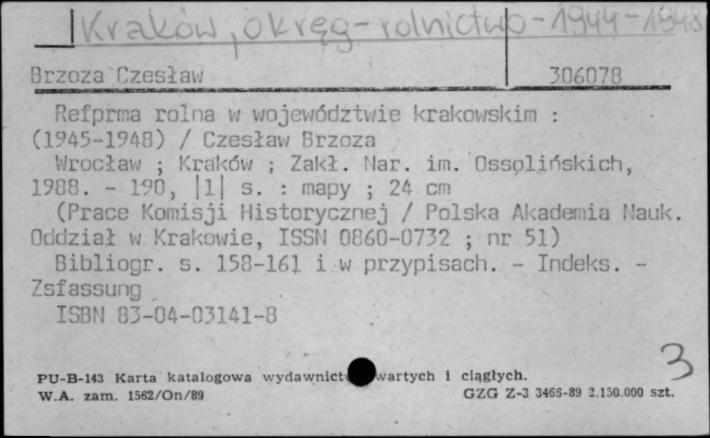 Kraków, okręg - rolnictwo - 1944-1948
Brzoza Czesław 306078
Refprma rolna w województwie krakowskim :
(1945-1948) / Czesław Brzoza
Wrocław ; Kraków ; Zakł. Nar. im. Ossolińskich,
1988. - 190, |1| s. : mapy ; 24 cm
(Prace Komisji Historycznej / Polska Akademia Nauk.
Oddział w Krakowie, ISSN 0860-0732 ; nr 51)
Bibliogr. s. 158-161 i w przypisach. - Indeks. -
Zsfassung
ISBN 83-04-03141-8
3
PU-B-143 Karta katalogowa wydawnict wartych i ciągłych.
W.A. zam. 1562/On/89 GZG Z-3 3466-89 2.150.000 szt.